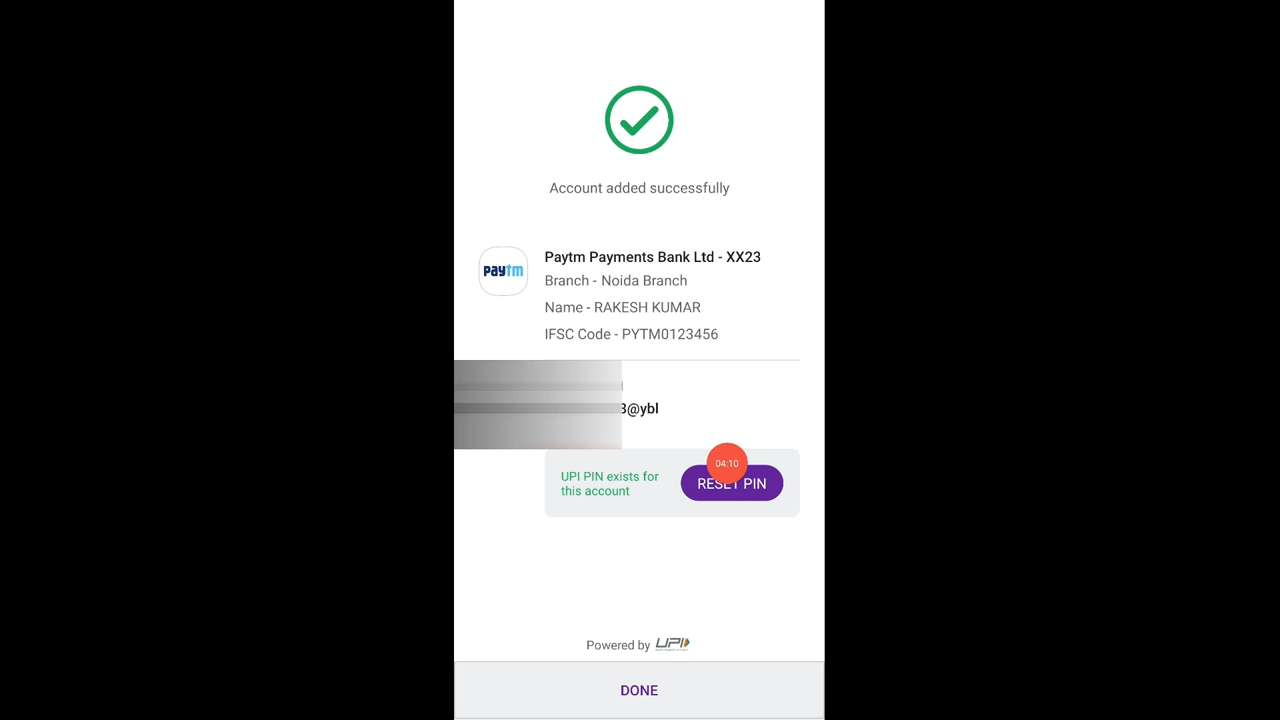 Account added successfully
paytm
Paytm Payments Bank Ltd - XX23
Branch - Noida Branch
Name - RAKESH KUMAR
IFSC Code - PYTM0123456
3@ybl
UPI PIN exists for
this account
04:10
RESET PIN
Powered by UPI
DONE